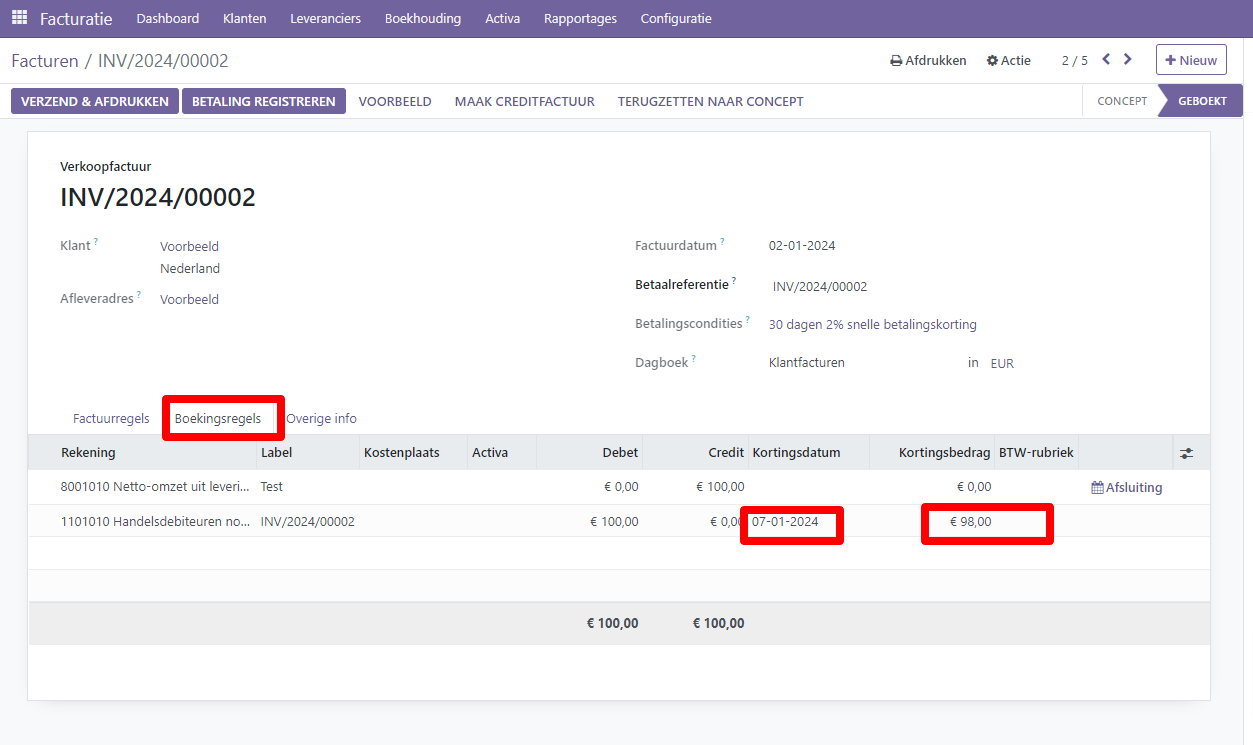 Facturatie Dashboard Klanten Leveranciers Boekhouding Activa Rapportages Configuratie
Facturen / INV/2024/00002 Afdrukken Actie 2 / 5 Nieuw
VERZEND & AFDRUKKEN BETALING REGISTREREN VOORBEELD MAAK CREDITFACTUUR TERUGZETTEN NAAR CONCEPT CONCEPT GEBOEKT
Verkoopfactuur
INV/2024/00002
Klant ? Voorbeeld Factuurdatum ? 02-01-2024
Nederland
Betaalreferentie ? INV/2024/00002
Afleveradres ? Voorbeeld
Betalingscondities ? 30 dagen 2% snelle betalingskorting
Dagboek ? Klantfacturen in EUR
Factuurregels Boekingsregels Overige info
Rekening Label Kostenplaats Activa Debet Credit Kortingsdatum Kortingsbedrag BTW-rubriek
8001010 Netto-omzet uit leveri... Test € 0,00 € 100,00 € 0,00 Afsluiting
1101010 Handelsdebiteuren no... INV/2024/00002 € 100,00 € 0,00 07-01-2024 € 98,00
€ 100,00 € 100,00